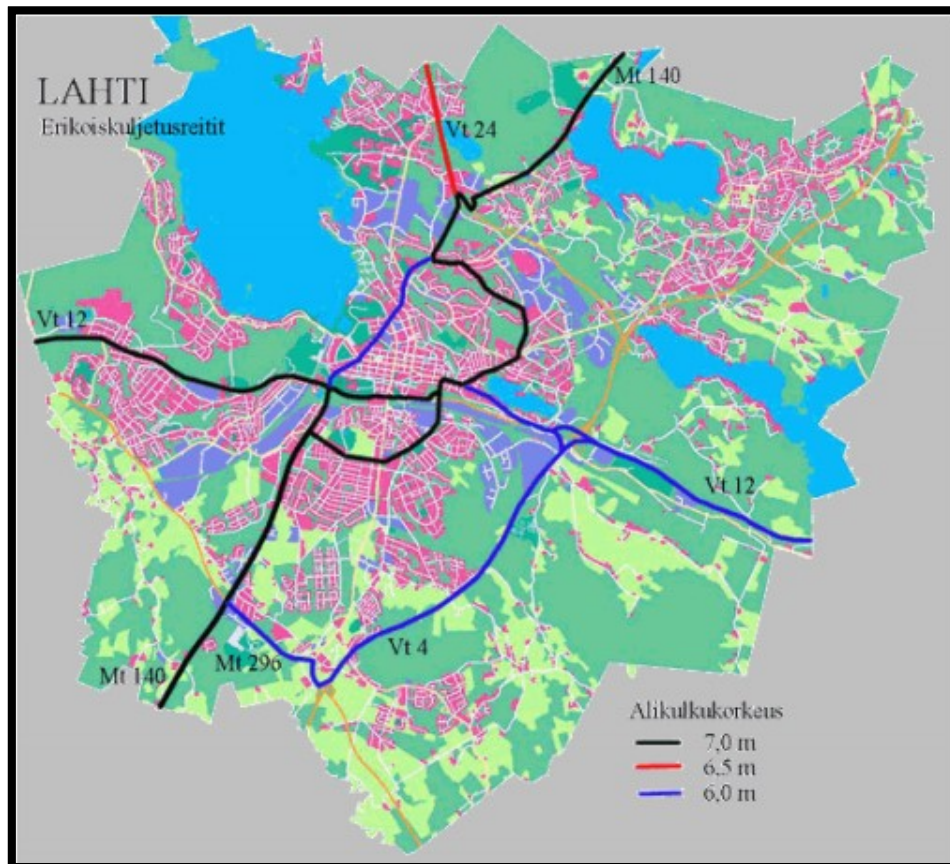 LAHTI
Erikoiskuljetusreitit
Mt 140
Vt 24
Vt 12
Vt 12
Vt 4
Mt 296
Mt 140
Alikulkukorkeus
7,0 m
6,5 m
6,0 m